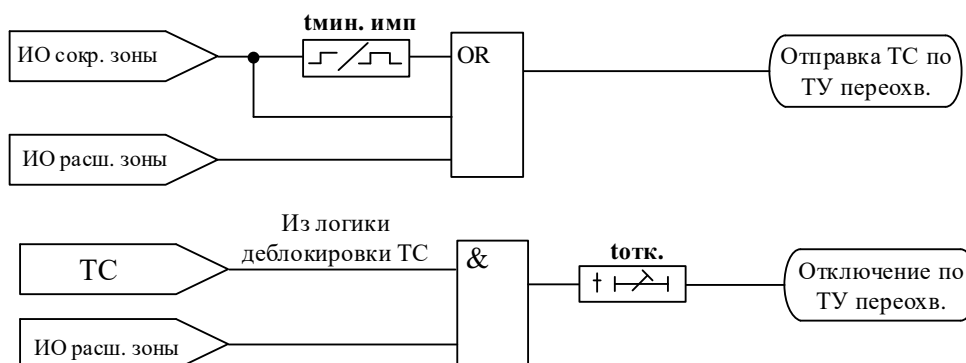 tмин. имп
ИО сокр. зоны
OR
Отправка ТС по
ТУ переохв.
ИО расш. зоны
Из логики
деблокировки ТС
ТС
&
tотк.
Отключение по
ТУ переохв.
ИО расш. зоны